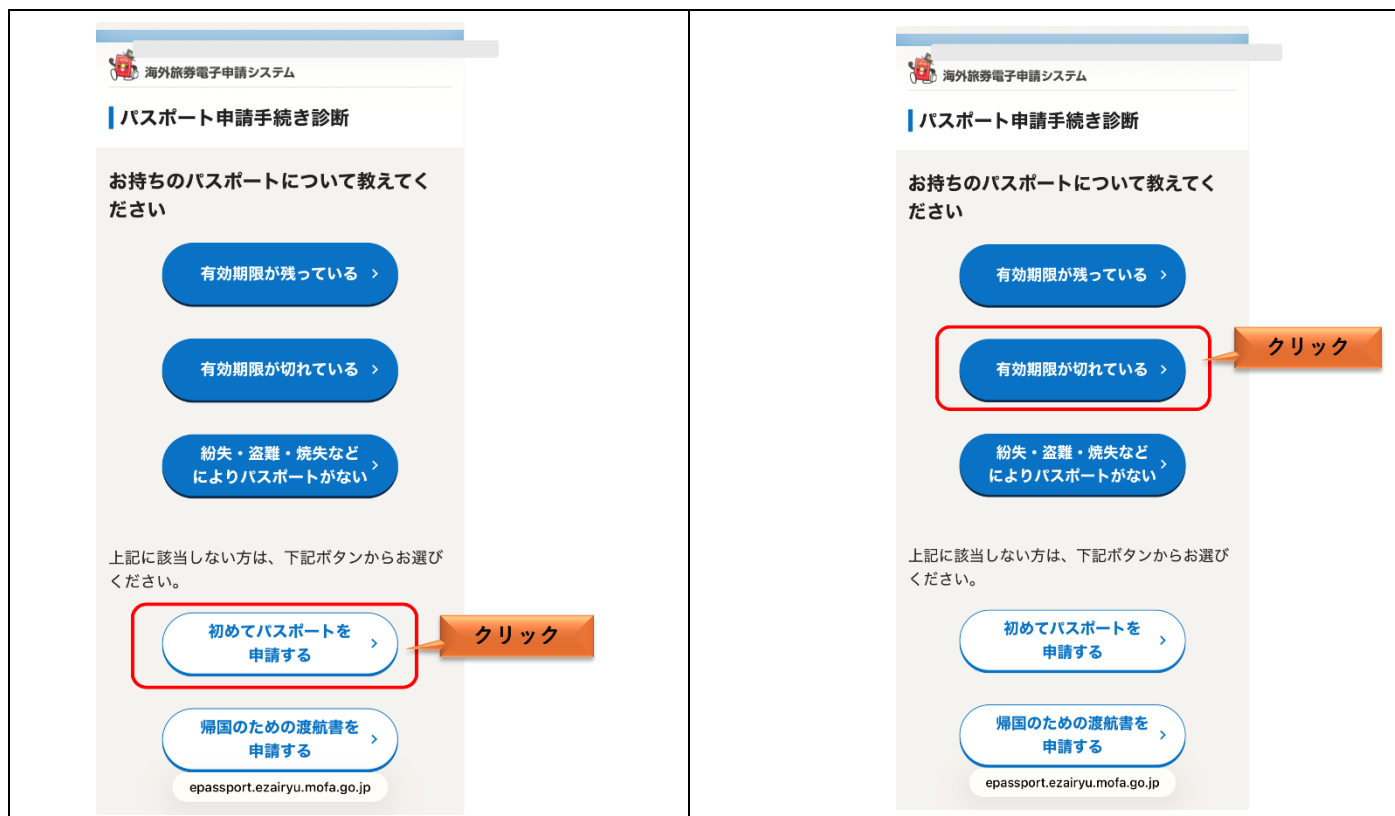 海外旅券電子申請システム
パスポート申請手続き診断
お持ちのパスポートについて教えてく
ださい
有効期限が残っている
有効期限が切れている
紛失・盗難・焼失など
によりパスポートがない
上記に該当しない方は、下記ボタンからお選び
ください。
初めてパスポートを
申請する
クリック
帰国のための渡航書を
申請する
epassport.ezairyu.mofa.go.jp
海外旅券電子申請システム
パスポート申請手続き診断
お持ちのパスポートについて教えてく
ださい
有効期限が残っている
有効期限が切れている
クリック
紛失・盗難・焼失など
によりパスポートがない
上記に該当しない方は、下記ボタンからお選び
ください。
初めてパスポートを
申請する
帰国のための渡航書を
申請する
epassport.ezairyu.mofa.go.jp